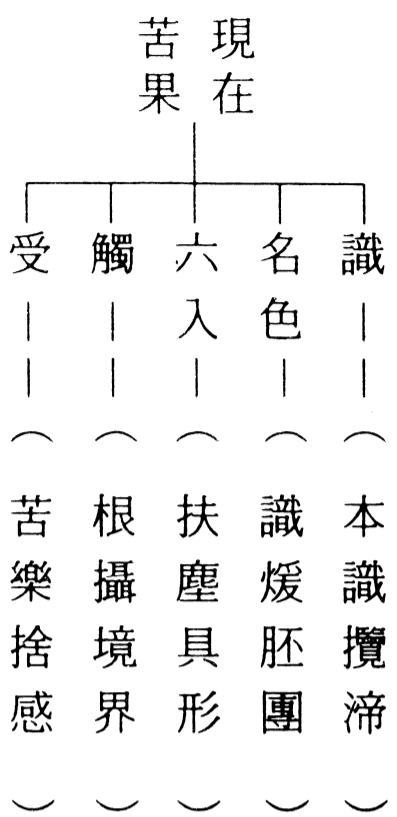 現在
苦果
識——（本識攬渧）
名色—（識煖胚團）
六入—（扶塵具形）
觸——（根攝境界）
受——（苦樂捨感）